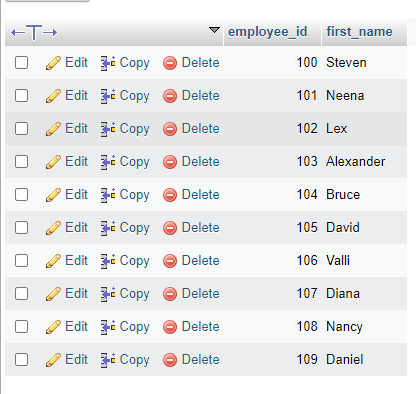 employee_id first_name
Edit Copy Delete 100 Steven
Edit Copy Delete 101 Neena
Edit Copy Delete 102 Lex
Edit Copy Delete 103 Alexander
Edit Copy Delete 104 Bruce
Edit Copy Delete 105 David
Edit Copy Delete 106 Valli
Edit Copy Delete 107 Diana
Edit Copy Delete 108 Nancy
Edit Copy Delete 109 Daniel